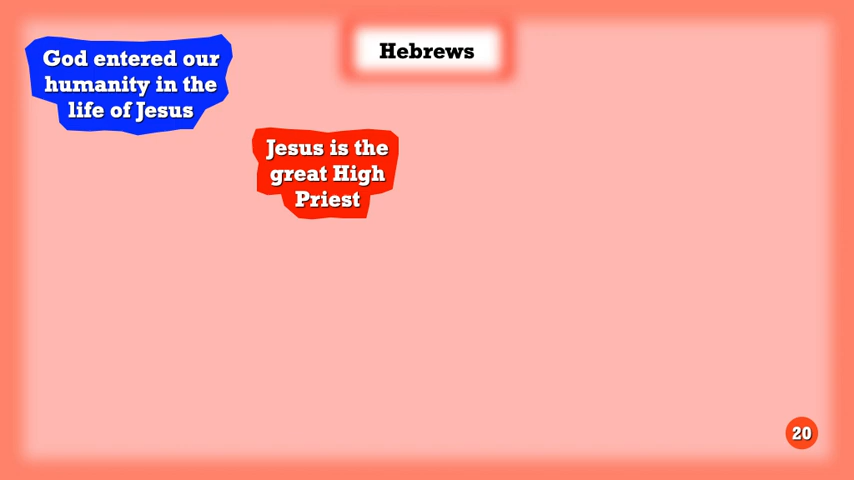 Hebrews
God entered our
humanity in the
life of Jesus
Jesus is the
great High
Priest
20